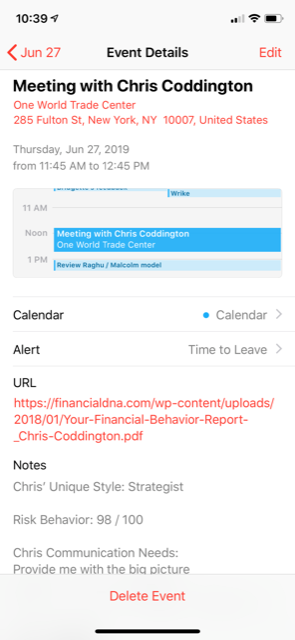 10:39
Jun 27
Event Details
Edit
Meeting with Chris Coddington
One World Trade Center
285 Fulton St, New York, NY  10007, United States
Thursday, Jun 27, 2019
from 11:45 AM to 12:45 PM
Wrike
11 AM
Noon
Meeting with Chris Coddington
One World Trade Center
1 PM
Review Raghu / Malcolm model
Calendar
Calendar
Alert
Time to Leave
URL
https://financialdna.com/wp-content/uploads/
2018/01/Your-Financial-Behavior-Report-
_Chris-Coddington.pdf
Notes
Chris' Unique Style: Strategist
Risk Behavior: 98 / 100
Chris Communication Needs:
Provide me with the big picture
Delete Event